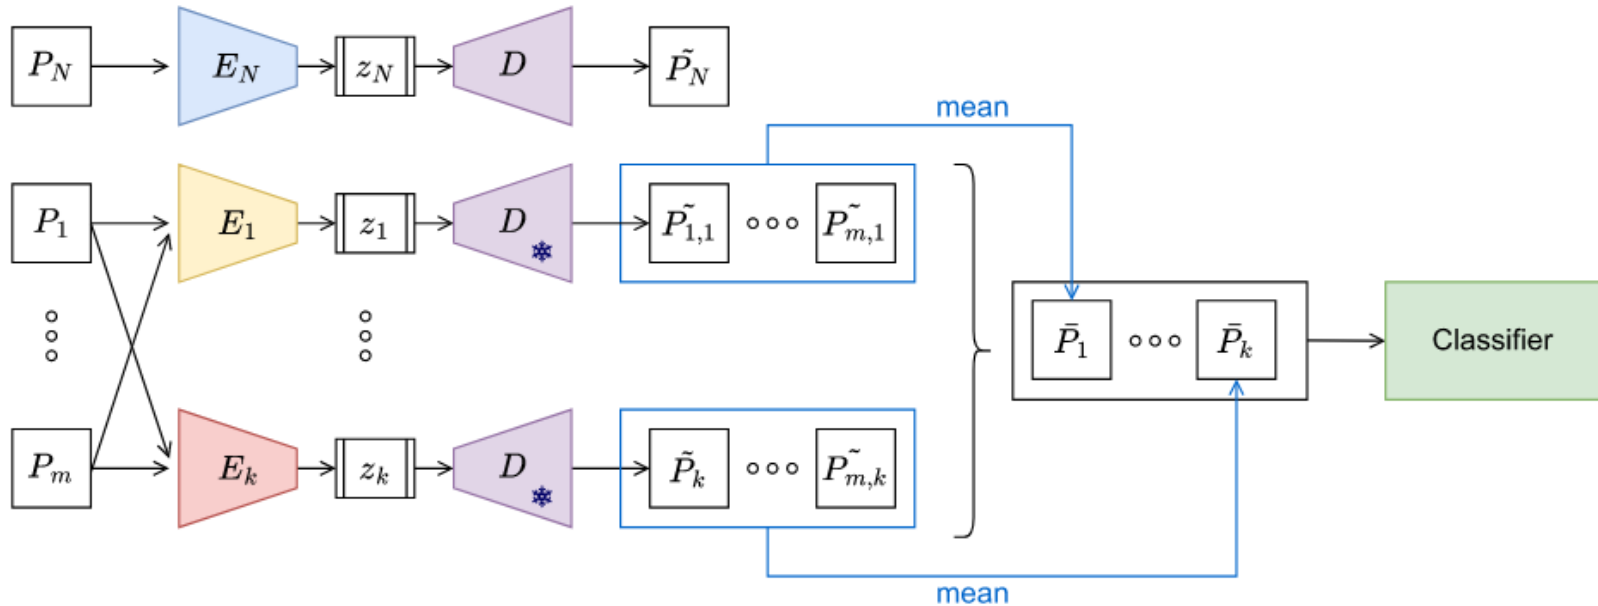 P_N E_N z_N D P̃_N
mean
P_1 E_1 z_1 D P̃_{1,1} P̃_{m,1}
P̄_1 P̄_k Classifier
P_m E_k z_k D P̃_k P̃_{m,k}
mean